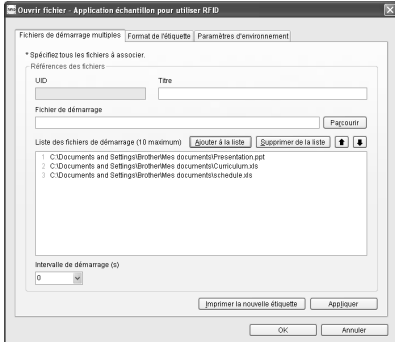 Ouvrir fichier - Application échantillon pour utiliser RFID
Fichiers de démarrage multiples Format de l'étiquette Paramètres d'environnement
* Spécifiez tous les fichiers à associer.
Références des fichiers
UID Titre
Fichier de démarrage
Parcourir
Liste des fichiers de démarrage (10 maximum) Ajouter à la liste Supprimer de la liste
1 C:\Documents and Settings\Brother\Mes documents\Presentation.ppt
2 C:\Documents and Settings\Brother\Mes documents\Curriculum.xls
3 C:\Documents and Settings\Brother\Mes documents\schedule.xls
Intervalle de démarrage (s)
0
Imprimer la nouvelle étiquette Appliquer
OK Annuler